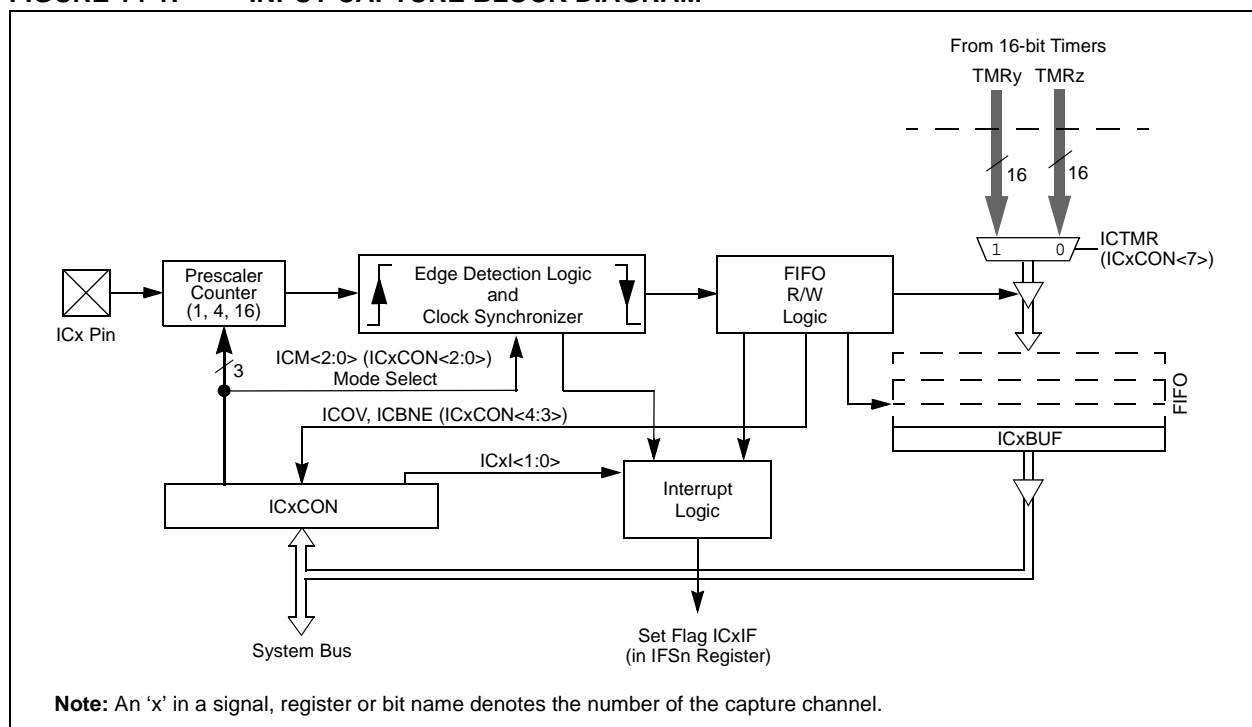 INPUT CAPTURE BLOCK DIAGRAM
From 16-bit Timers
TMRy TMRz
16 16
1 0
ICTMR
(ICxCON<7>)
Prescaler
Counter
(1, 4, 16)
Edge Detection Logic
and
Clock Synchronizer
FIFO
R/W
Logic
ICx Pin
3
ICM<2:0> (ICxCON<2:0>)
Mode Select
FIFO
ICOV, ICBNE (ICxCON<4:3>)
ICxBUF
ICxI<1:0>
ICxCON
Interrupt
Logic
System Bus
Set Flag ICxIF
(in IFSn Register)
Note: An ‘x’ in a signal, register or bit name denotes the number of the capture channel.